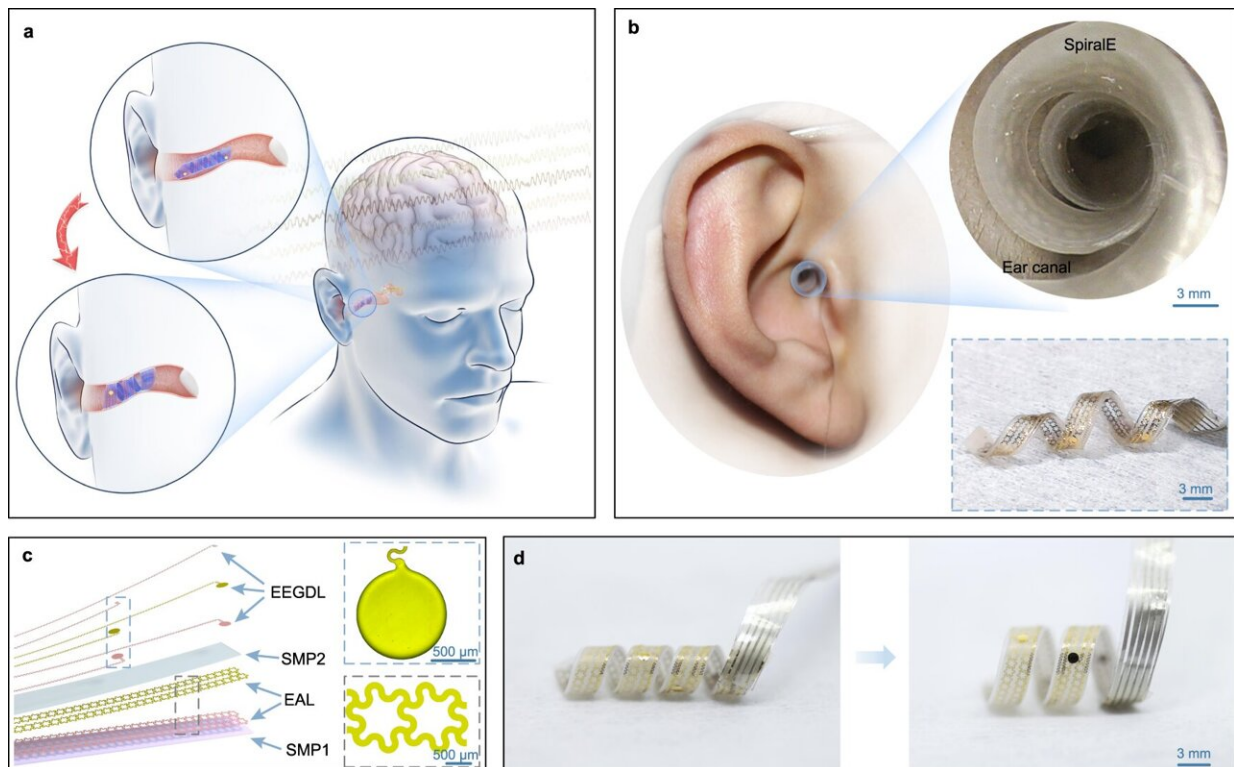 a
b
SpiralE
Ear canal
3 mm
3 mm
c
EEGDL
SMP2
EAL
SMP1
500 μm
500 μm
d
3 mm